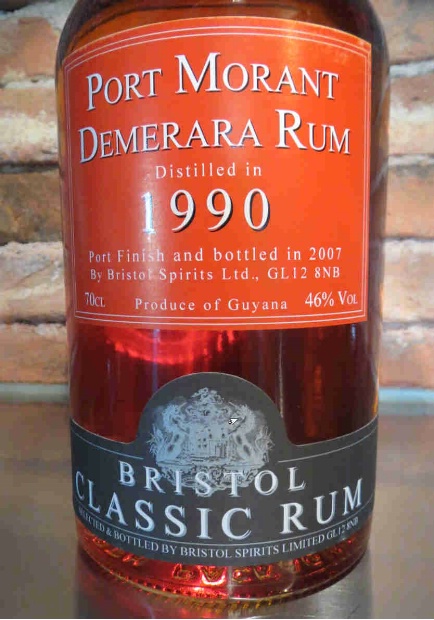 PORT MORANT
DEMERARA RUM
Distilled in
1990
Port Finish and bottled in 2007
By Bristol Spirits Ltd., GL12 8NB
70CL Produce of Guyana 46% VOL
BRISTOL
CLASSIC RUM
SELECTED & BOTTLED BY BRISTOL SPIRITS LIMITED GL12 8NB